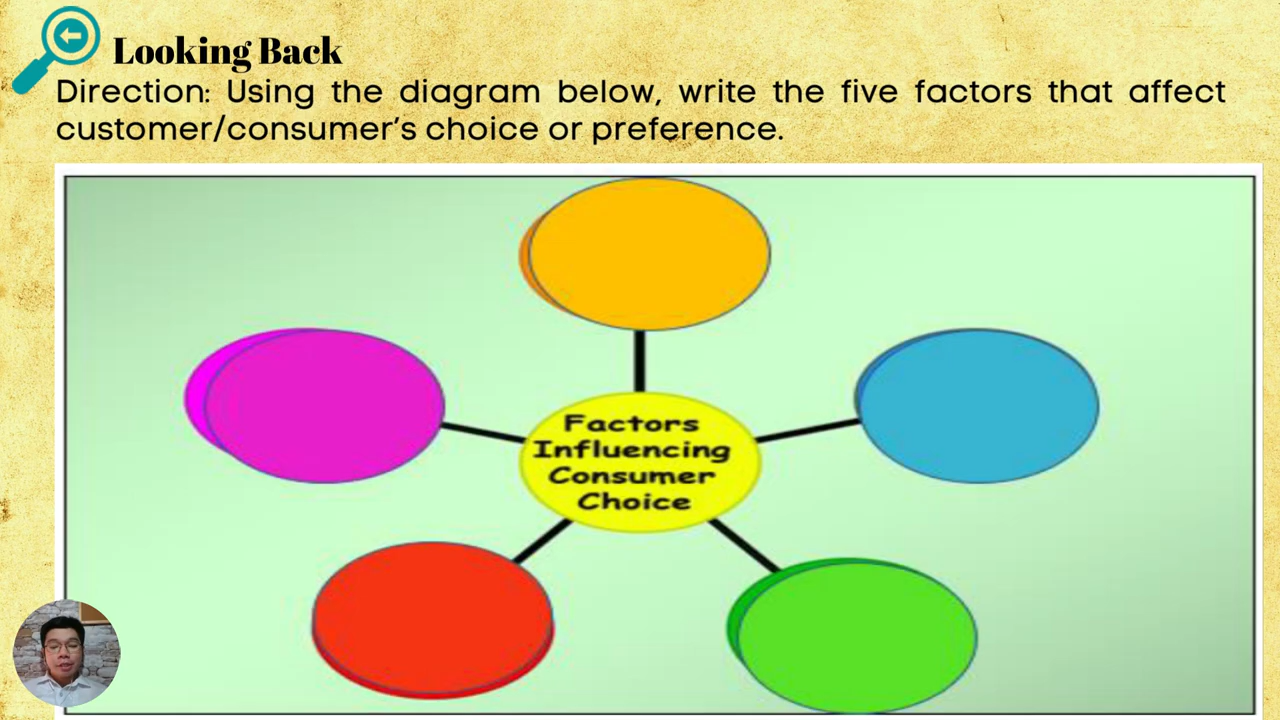 Looking Back
Direction: Using the diagram below, write the five factors that affect
customer/consumer's choice or preference.
Factors
Influencing
Consumer
Choice